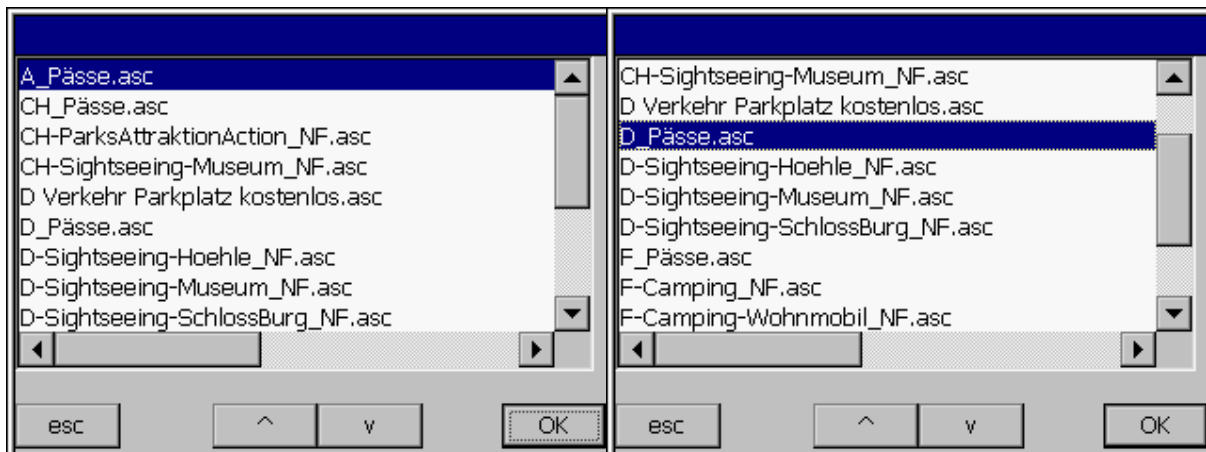 A_Pässe.asc
CH_Pässe.asc
CH-ParksAttraktionAction_NF.asc
CH-Sightseeing-Museum_NF.asc
D Verkehr Parkplatz kostenlos.asc
D_Pässe.asc
D-Sightseeing-Hoehle_NF.asc
D-Sightseeing-Museum_NF.asc
D-Sightseeing-SchlossBurg_NF.asc
esc ^ v OK
CH-Sightseeing-Museum_NF.asc
D Verkehr Parkplatz kostenlos.asc
D_Pässe.asc
D-Sightseeing-Hoehle_NF.asc
D-Sightseeing-Museum_NF.asc
D-Sightseeing-SchlossBurg_NF.asc
F_Pässe.asc
F-Camping_NF.asc
F-Camping-Wohnmobil_NF.asc
esc ^ v OK